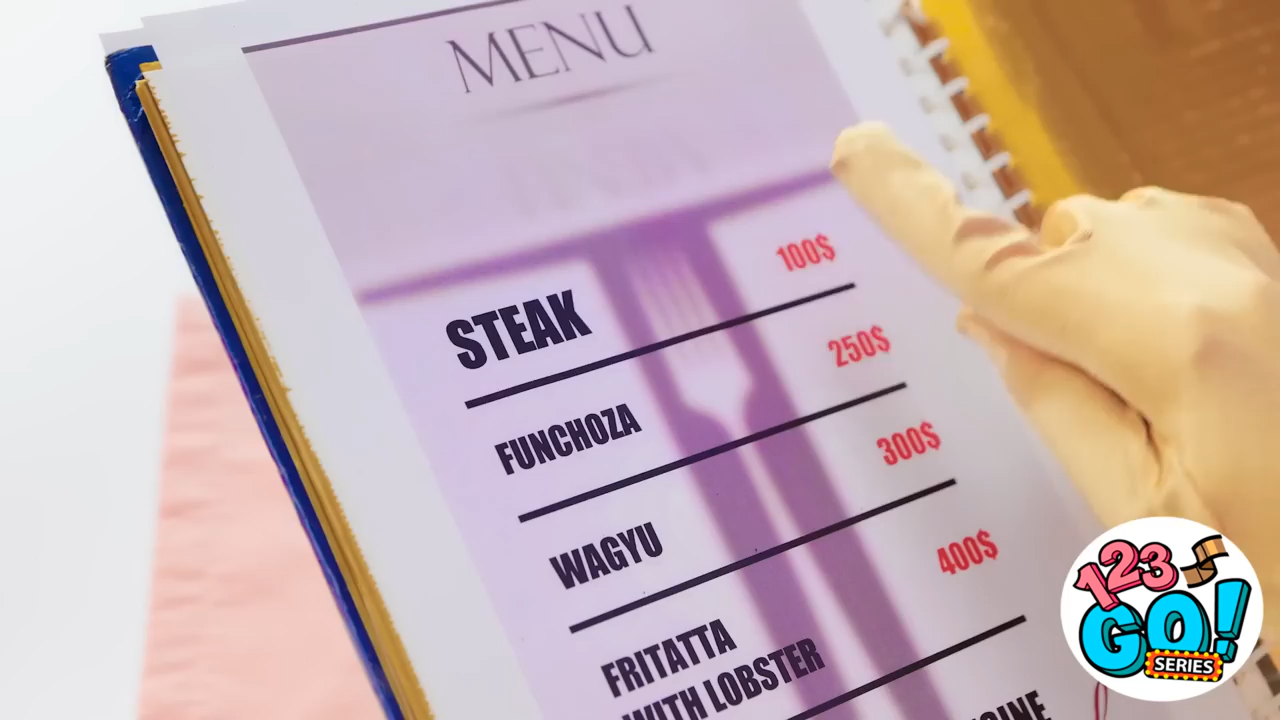 MENU
STEAK 100$
FUNCHOZA 250$
WAGYU 300$
FRITATTA 400$
WITH LOBSTER
123
GO!
SERIES